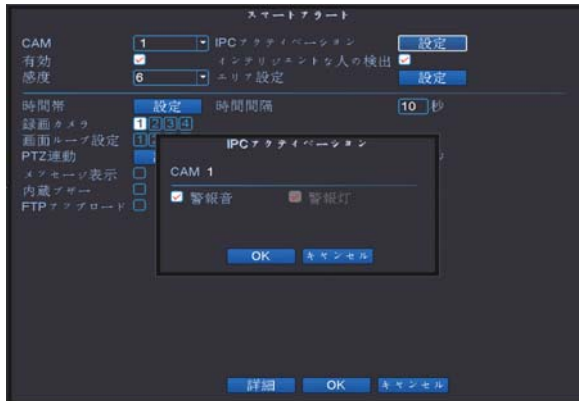 スマートアラート
CAM 1 IPCアクティベーション 設定
有効 インテリジェントな人の検出
感度 6 エリア設定 設定
時間帯 設定 時間間隔 10 秒
録画カメラ 1 2 3 4
画面ループ設定 1
PTZ連動
メッセージ表示
内蔵ブザー
FTPアップロード
IPCアクティベーション
CAM 1
警報音 警報灯
OK キャンセル
詳細 OK キャンセル